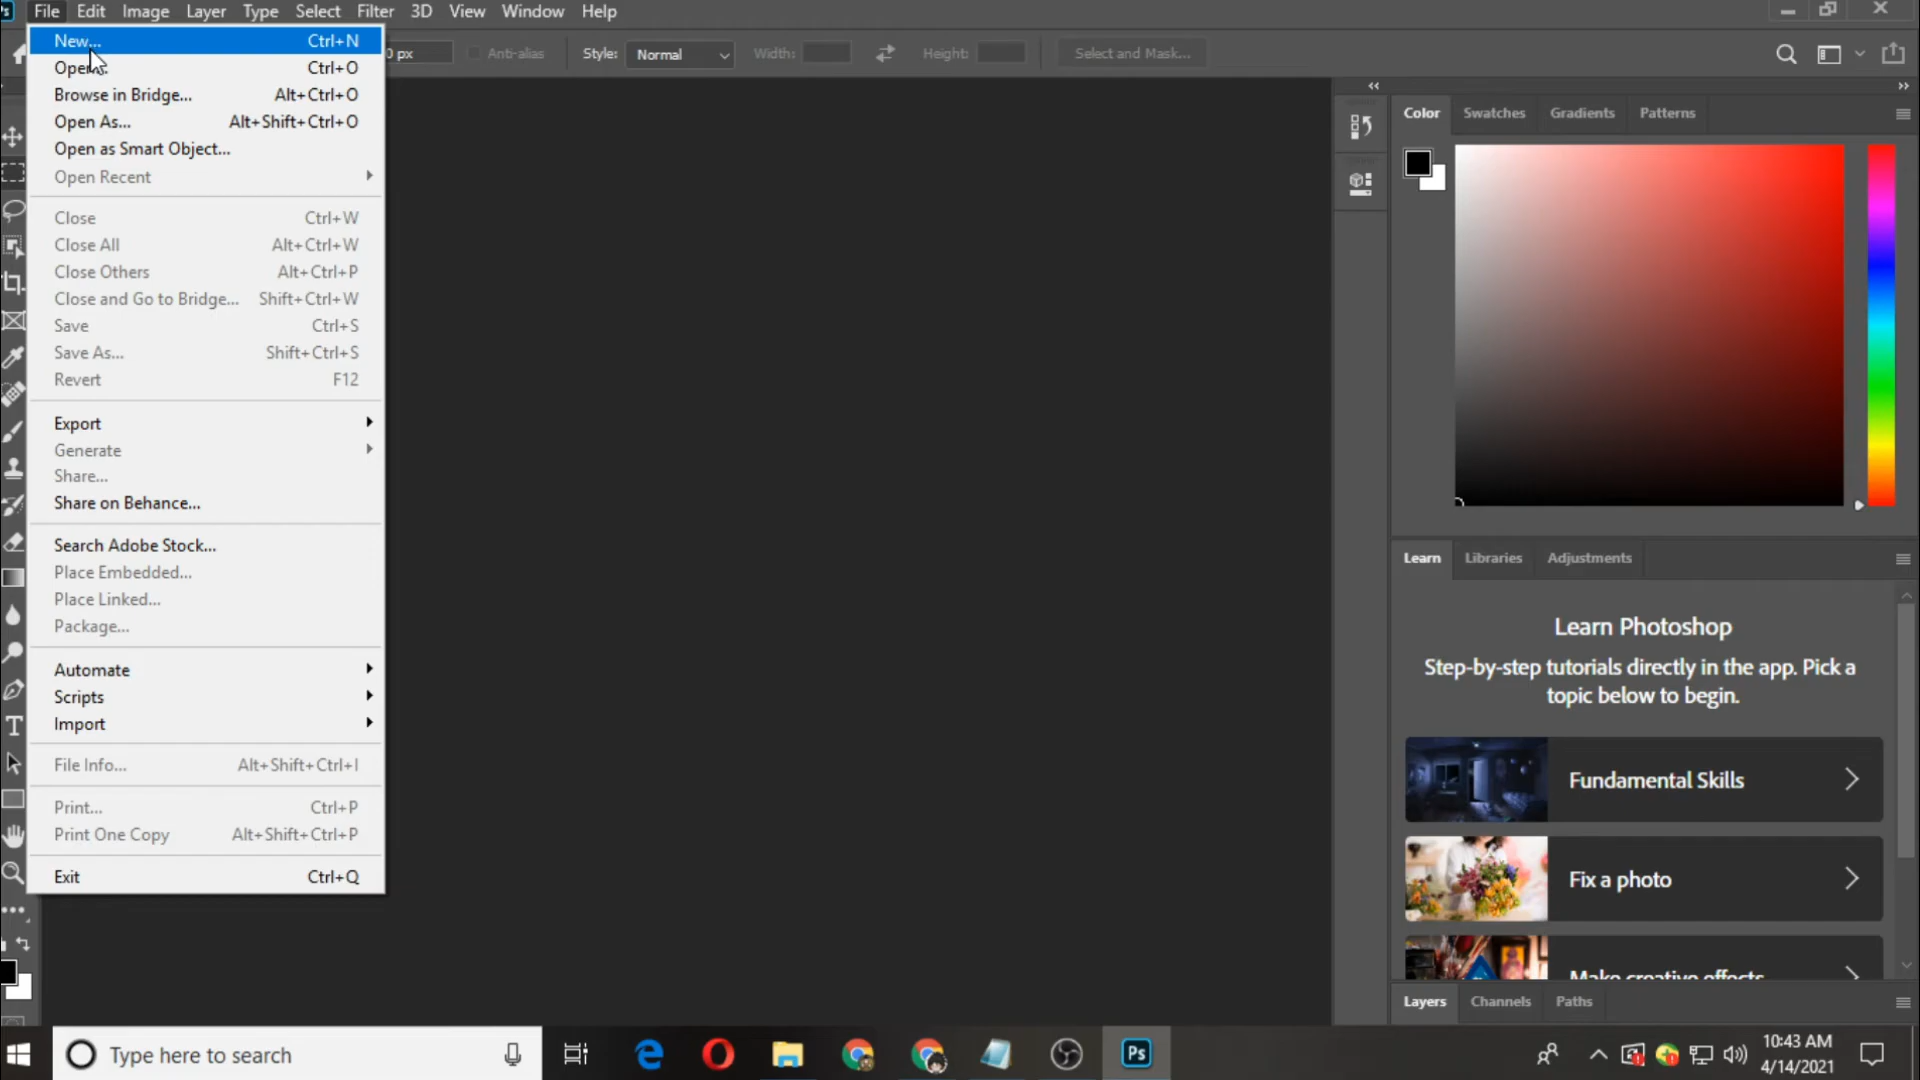 Ps File Edit Image Layer Type Select Filter 3D View Window Help
0 px Anti-alias Style: Normal Width: Height: Select and Mask...
New... Ctrl+N
Open... Ctrl+O
Browse in Bridge... Alt+Ctrl+O
Open As... Alt+Shift+Ctrl+O
Open as Smart Object...
Open Recent
Close Ctrl+W
Close All Alt+Ctrl+W
Close Others Alt+Ctrl+P
Close and Go to Bridge... Shift+Ctrl+W
Save Ctrl+S
Save As... Shift+Ctrl+S
Revert F12
Export
Generate
Share...
Share on Behance...
Search Adobe Stock...
Place Embedded...
Place Linked...
Package...
Automate
Scripts
Import
File Info... Alt+Shift+Ctrl+I
Print... Ctrl+P
Print One Copy Alt+Shift+Ctrl+P
Exit Ctrl+Q
Color Swatches Gradients Patterns
Learn Libraries Adjustments
Learn Photoshop
Step-by-step tutorials directly in the app. Pick a
topic below to begin.
Fundamental Skills
Fix a photo
Make creative effects
Layers Channels Paths
Type here to search
Ps
10:43 AM
4/14/2021